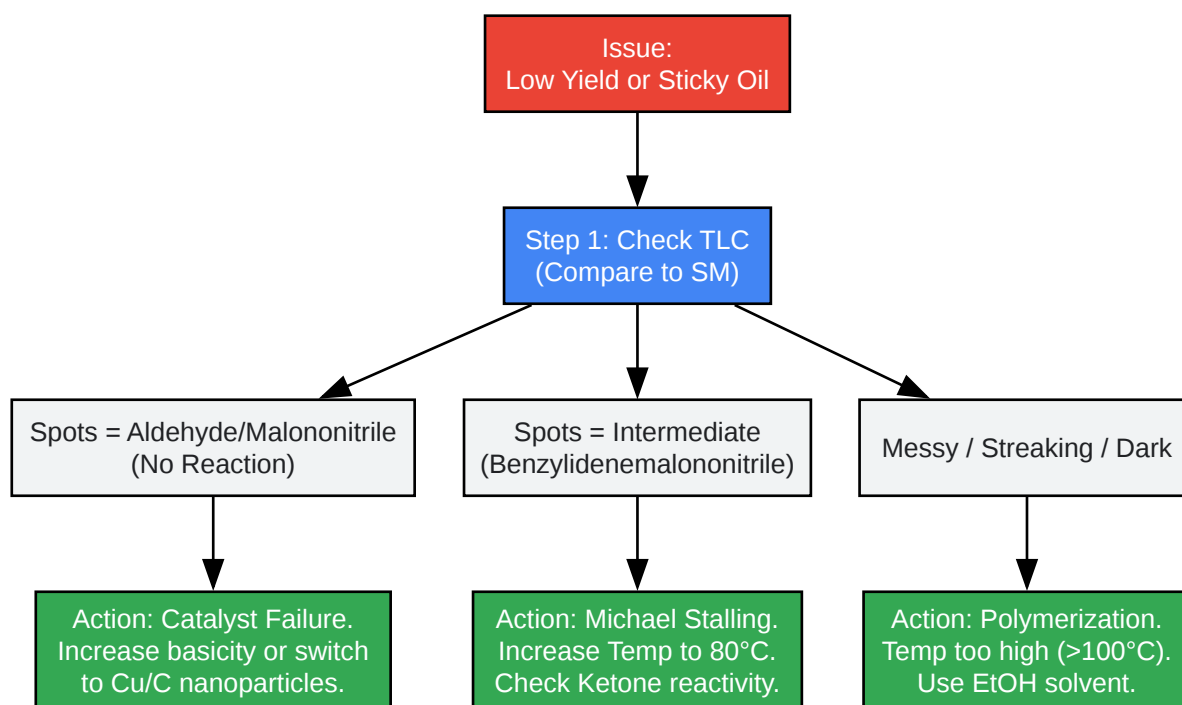 Issue:
Low Yield or Sticky Oil
Step 1: Check TLC
(Compare to SM)
Spots = Aldehyde/Malononitrile
(No Reaction)
Spots = Intermediate
(Benzylidenemalononitrile)
Messy / Streaking / Dark
Action: Catalyst Failure.
Increase basicity or switch
to Cu/C nanoparticles.
Action: Michael Stalling.
Increase Temp to 80°C.
Check Ketone reactivity.
Action: Polymerization.
Temp too high (>100°C).
Use EtOH solvent.